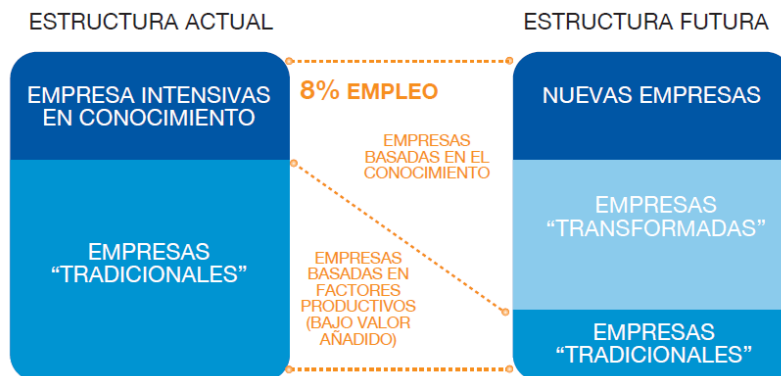 ESTRUCTURA ACTUAL
ESTRUCTURA FUTURA
EMPRESA INTENSIVAS
EN CONOCIMIENTO
8% EMPLEO
NUEVAS EMPRESAS
EMPRESAS
BASADAS EN EL
CONOCIMIENTO
EMPRESAS
“TRANSFORMADAS”
EMPRESAS
“TRADICIONALES”
EMPRESAS
BASADAS EN
FACTORES
PRODUCTIVOS
(BAJO VALOR
AÑADIDO)
EMPRESAS
“TRADICIONALES”